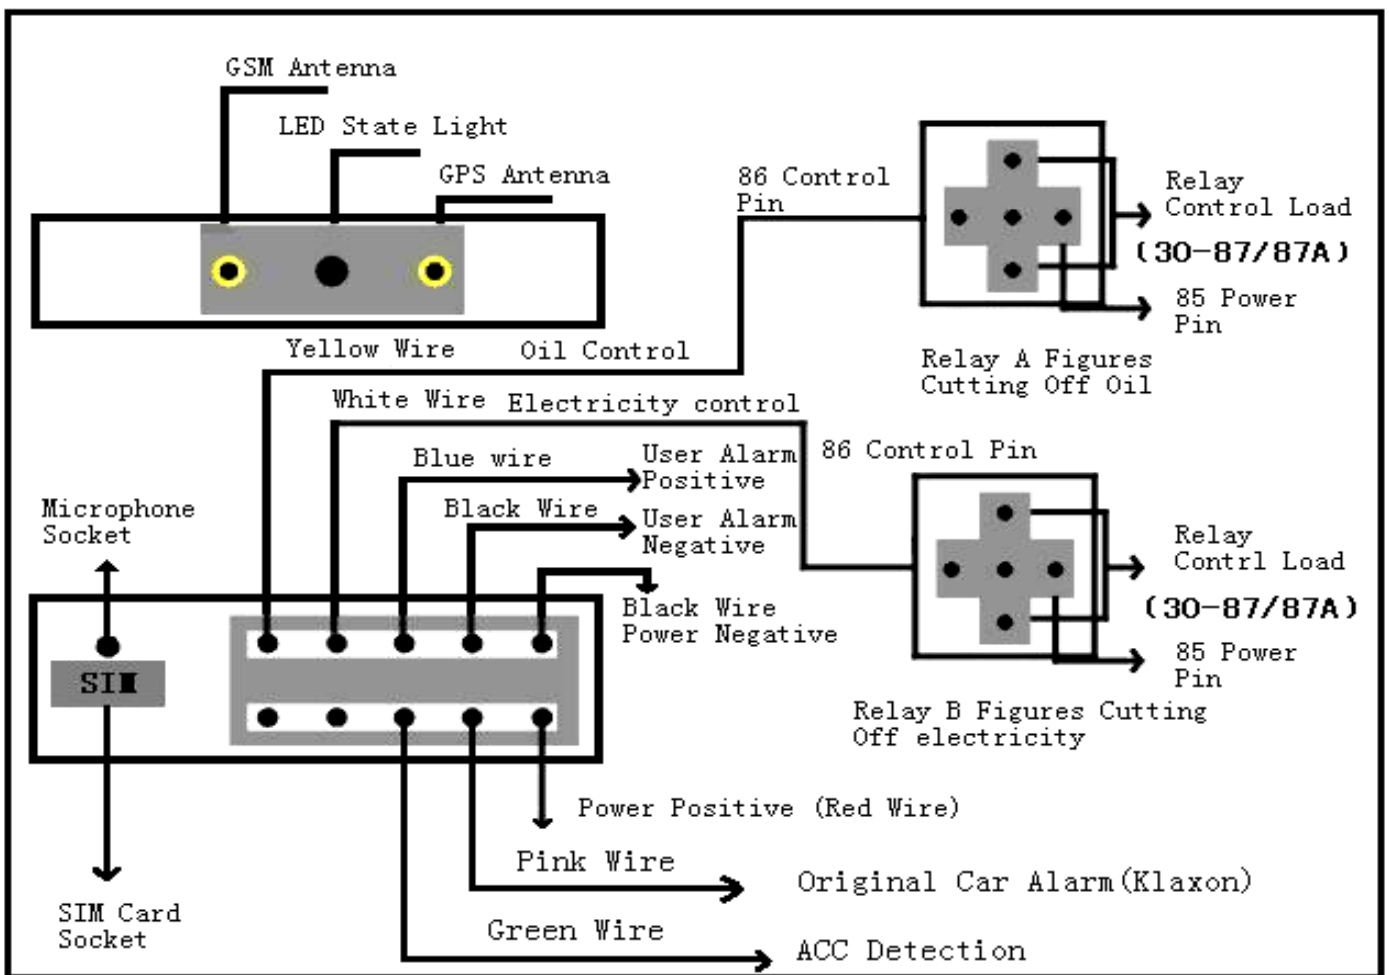 GSM Antenna
LED State Light
GPS Antenna
86 Control
Pin
Relay
Control Load
(30-87/87A)
85 Power
Pin
Relay A Figures
Cutting Off Oil
Yellow Wire
Oil Control
White Wire
Electricity control
Blue wire
User Alarm
Positive
Black Wire
User Alarm
Negative
Black Wire
Power Negative
86 Control Pin
Relay
Contrl Load
(30-87/87A)
85 Power
Pin
Relay B Figures Cutting
Off electricity
Microphone
Socket
SIM
SIM Card
Socket
Power Positive (Red Wire)
Pink Wire
Original Car Alarm(Klaxon)
Green Wire
ACC Detection